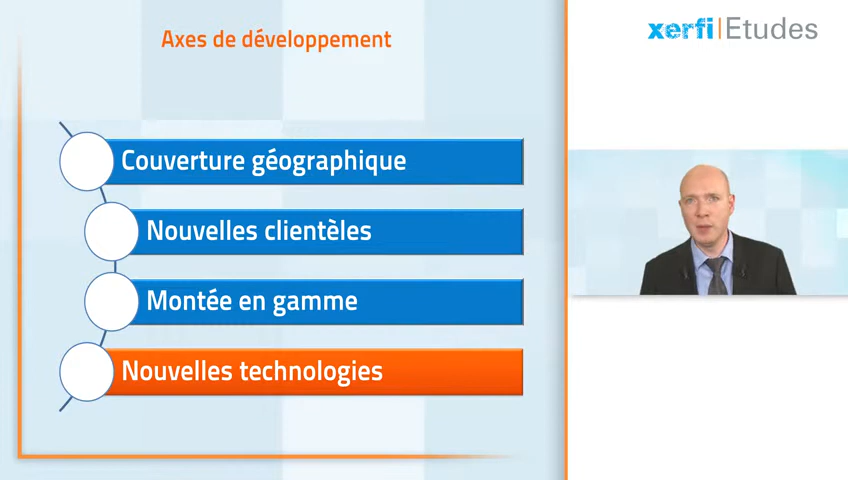 Axes de développement
xerfi|Etudes
Couverture géographique
Nouvelles clientèles
Montée en gamme
Nouvelles technologies